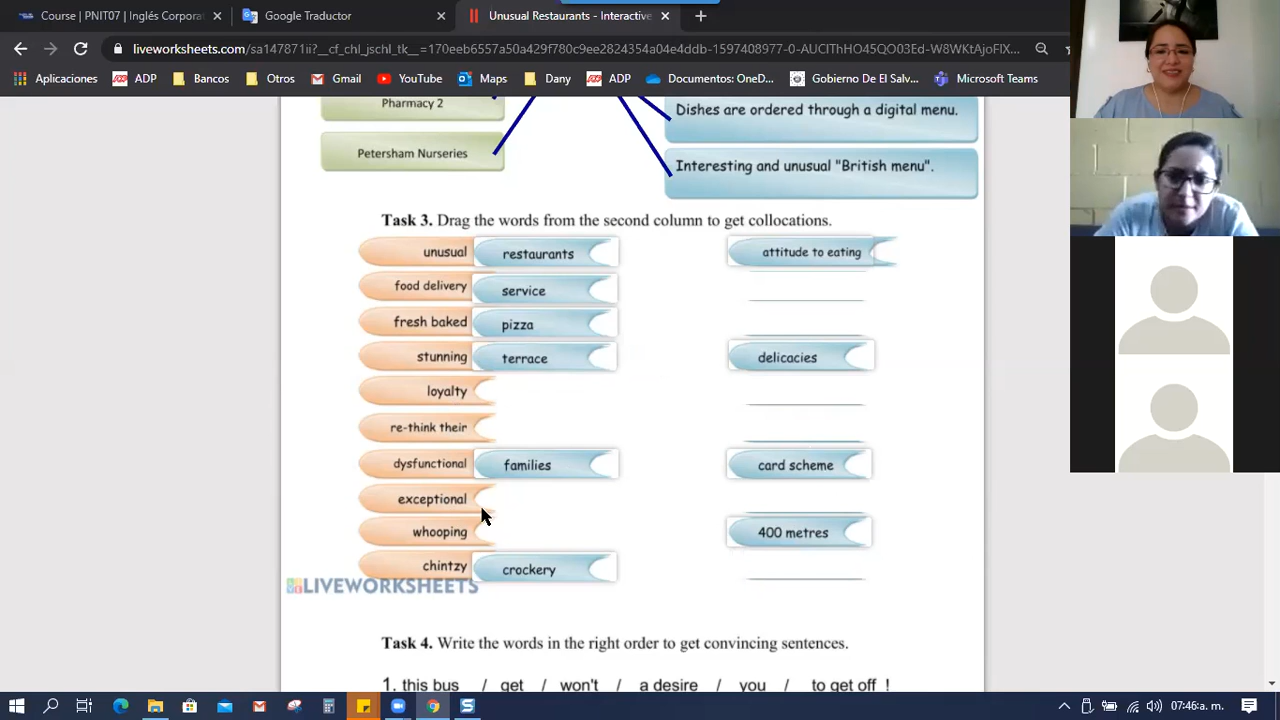 Course | PNIT07 | Inglés Corporat
Google Traductor
Unusual Restaurants - Interactive
liveworksheets.com/sa147871ii?__cf_chl_jschl_tk__=170eeb6557a50a429f780c9ee2824354a04e4ddb-1597408977-0-AUCIThHO45QO03Ed-W8WKtAjoFlX...
Aplicaciones
ADP
Bancos
Otros
Gmail
YouTube
Maps
Dany
ADP
Documentos: OneD...
Gobierno De El Salv...
Microsoft Teams
Pharmacy 2
Dishes are ordered through a digital menu.
Petersham Nurseries
Interesting and unusual "British menu".
Task 3. Drag the words from the second column to get collocations.
unusual restaurants attitude to eating
food delivery service
fresh baked pizza
stunning terrace delicacies
loyalty
re-think their
dysfunctional families card scheme
exceptional
whooping 400 metres
chintzy crockery
LIVEWORKSHEETS
Task 4. Write the words in the right order to get convincing sentences.
1. this bus / get / won't / a desire / you / to get off !
07:46a. m.